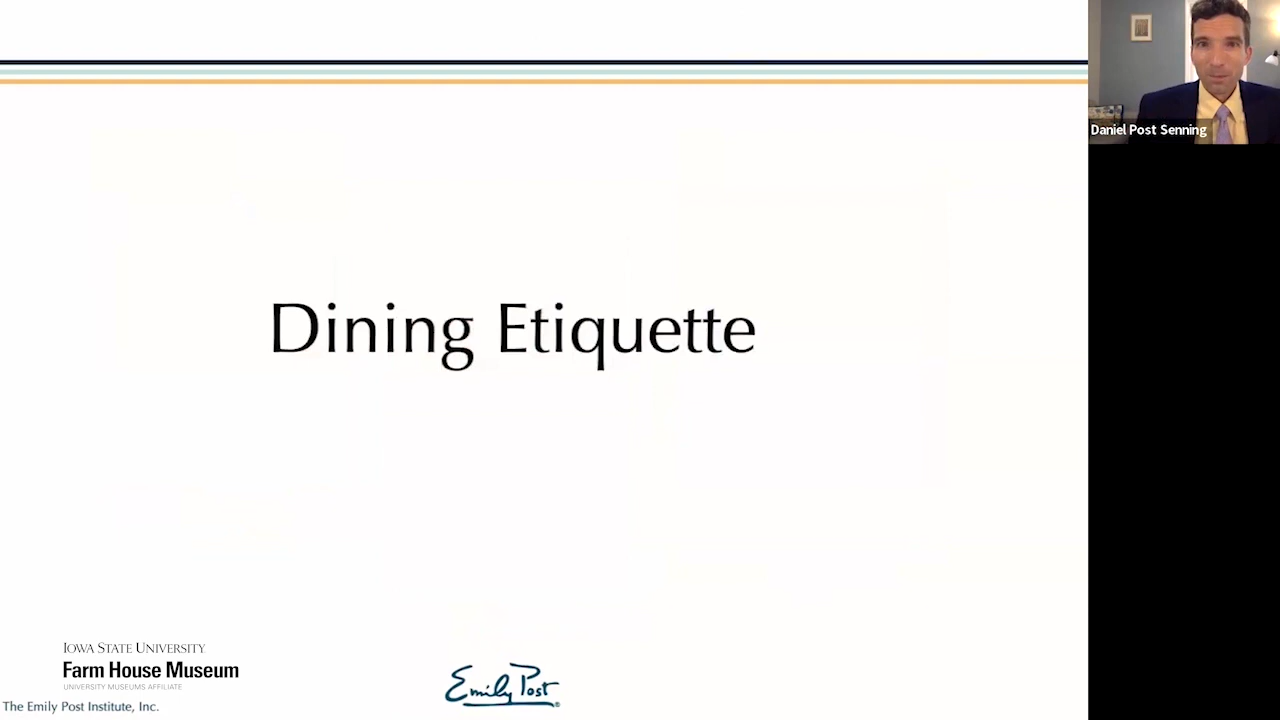 Daniel Post Senning
Dining Etiquette
IOWA STATE UNIVERSITY
Farm House Museum
UNIVERSITY MUSEUMS AFFILIATE
Emily Post®
The Emily Post Institute, Inc.